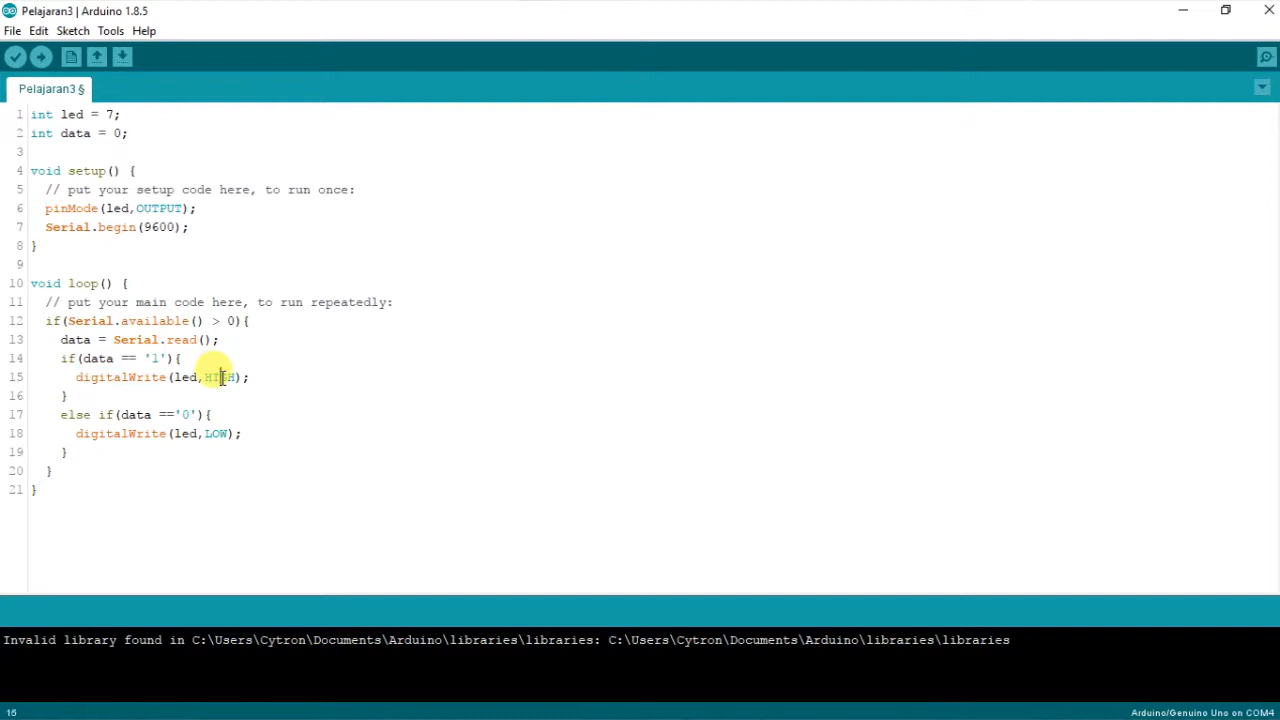 Pelajaran3 | Arduino 1.8.5
File Edit Sketch Tools Help
Pelajaran3 §
1 int led = 7;
2 int data = 0;
3
4 void setup() {
5 // put your setup code here, to run once:
6 pinMode(led,OUTPUT);
7 Serial.begin(9600);
8 }
9
10 void loop() {
11 // put your main code here, to run repeatedly:
12 if(Serial.available() > 0){
13 data = Serial.read();
14 if(data == '1'){
15 digitalWrite(led,HIGH);
16 }
17 else if(data =='0'){
18 digitalWrite(led,LOW);
19 }
20 }
21 }
Invalid library found in C:\Users\Cytron\Documents\Arduino\libraries\libraries: C:\Users\Cytron\Documents\Arduino\libraries\libraries
16 Arduino/Genuino Uno on COM4